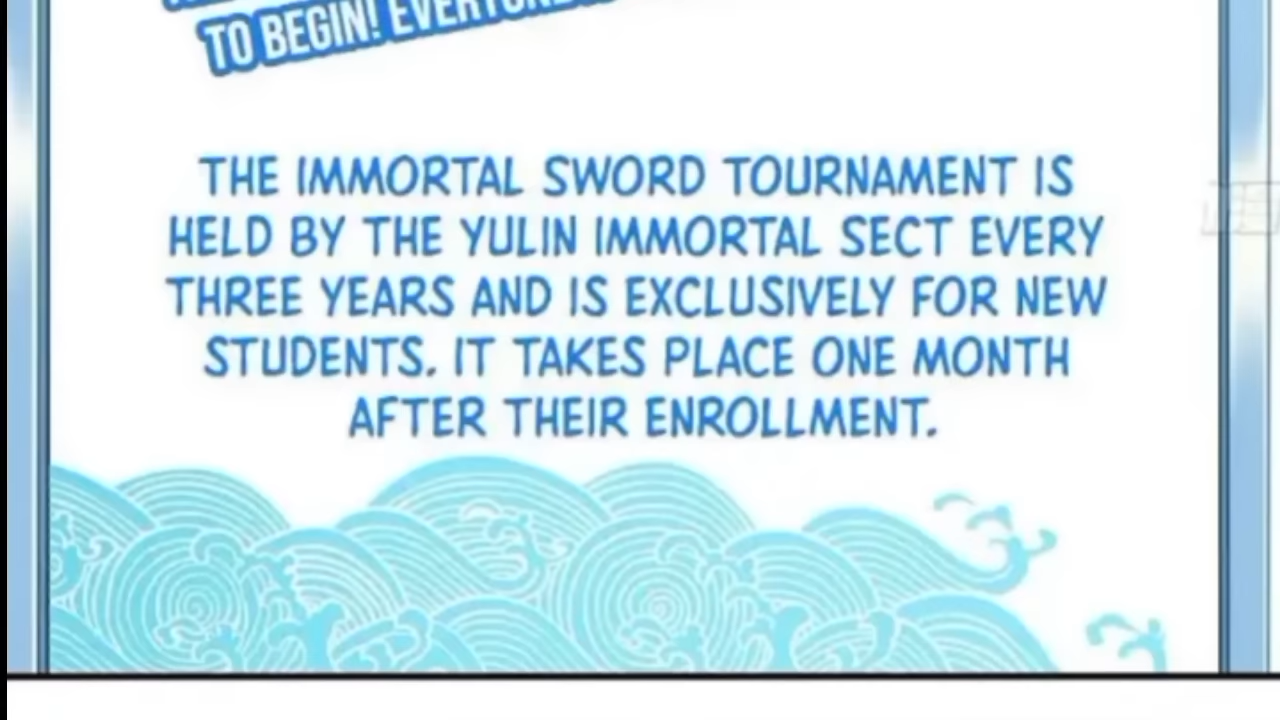 TO BEGIN!
THE IMMORTAL SWORD TOURNAMENT IS
HELD BY THE YULIN IMMORTAL SECT EVERY
THREE YEARS AND IS EXCLUSIVELY FOR NEW
STUDENTS. IT TAKES PLACE ONE MONTH
AFTER THEIR ENROLLMENT.